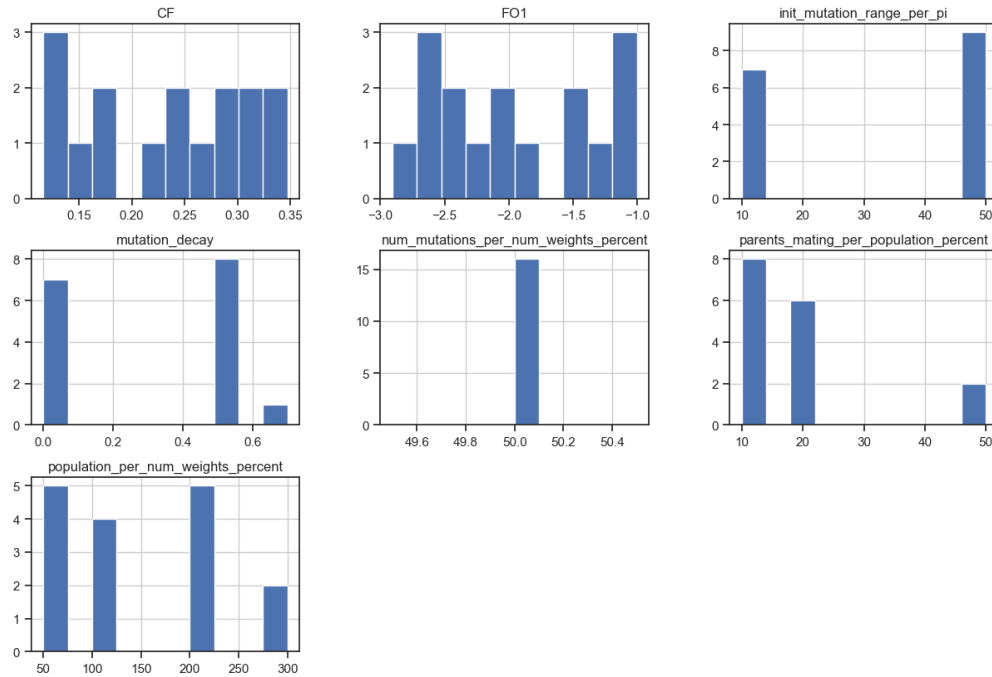 CF
3
2
1
0
0.15 0.20 0.25 0.30 0.35
FO1
3
2
1
0
−3.0 −2.5 −2.0 −1.5 −1.0
init_mutation_range_per_pi
8
6
4
2
0
10 20 30 40 50
mutation_decay
8
6
4
2
0
0.0 0.2 0.4 0.6
num_mutations_per_num_weights_percent
15
10
5
0
49.6 49.8 50.0 50.2 50.4
parents_mating_per_population_percent
8
6
4
2
0
10 20 30 40 50
population_per_num_weights_percent
5
4
3
2
1
0
50 100 150 200 250 300